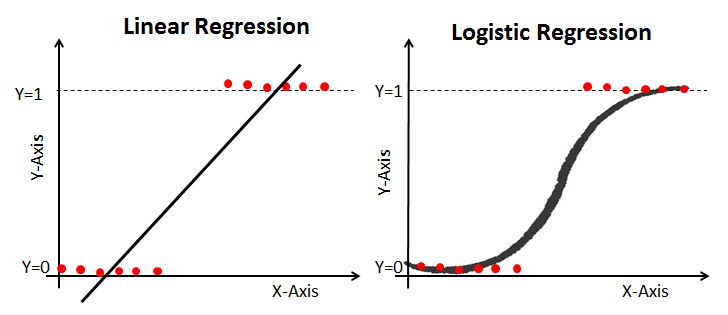 Linear Regression
Y=1
Y-Axis
Y=0
X-Axis
Logistic Regression
Y=1
Y-Axis
Y=0
X-Axis